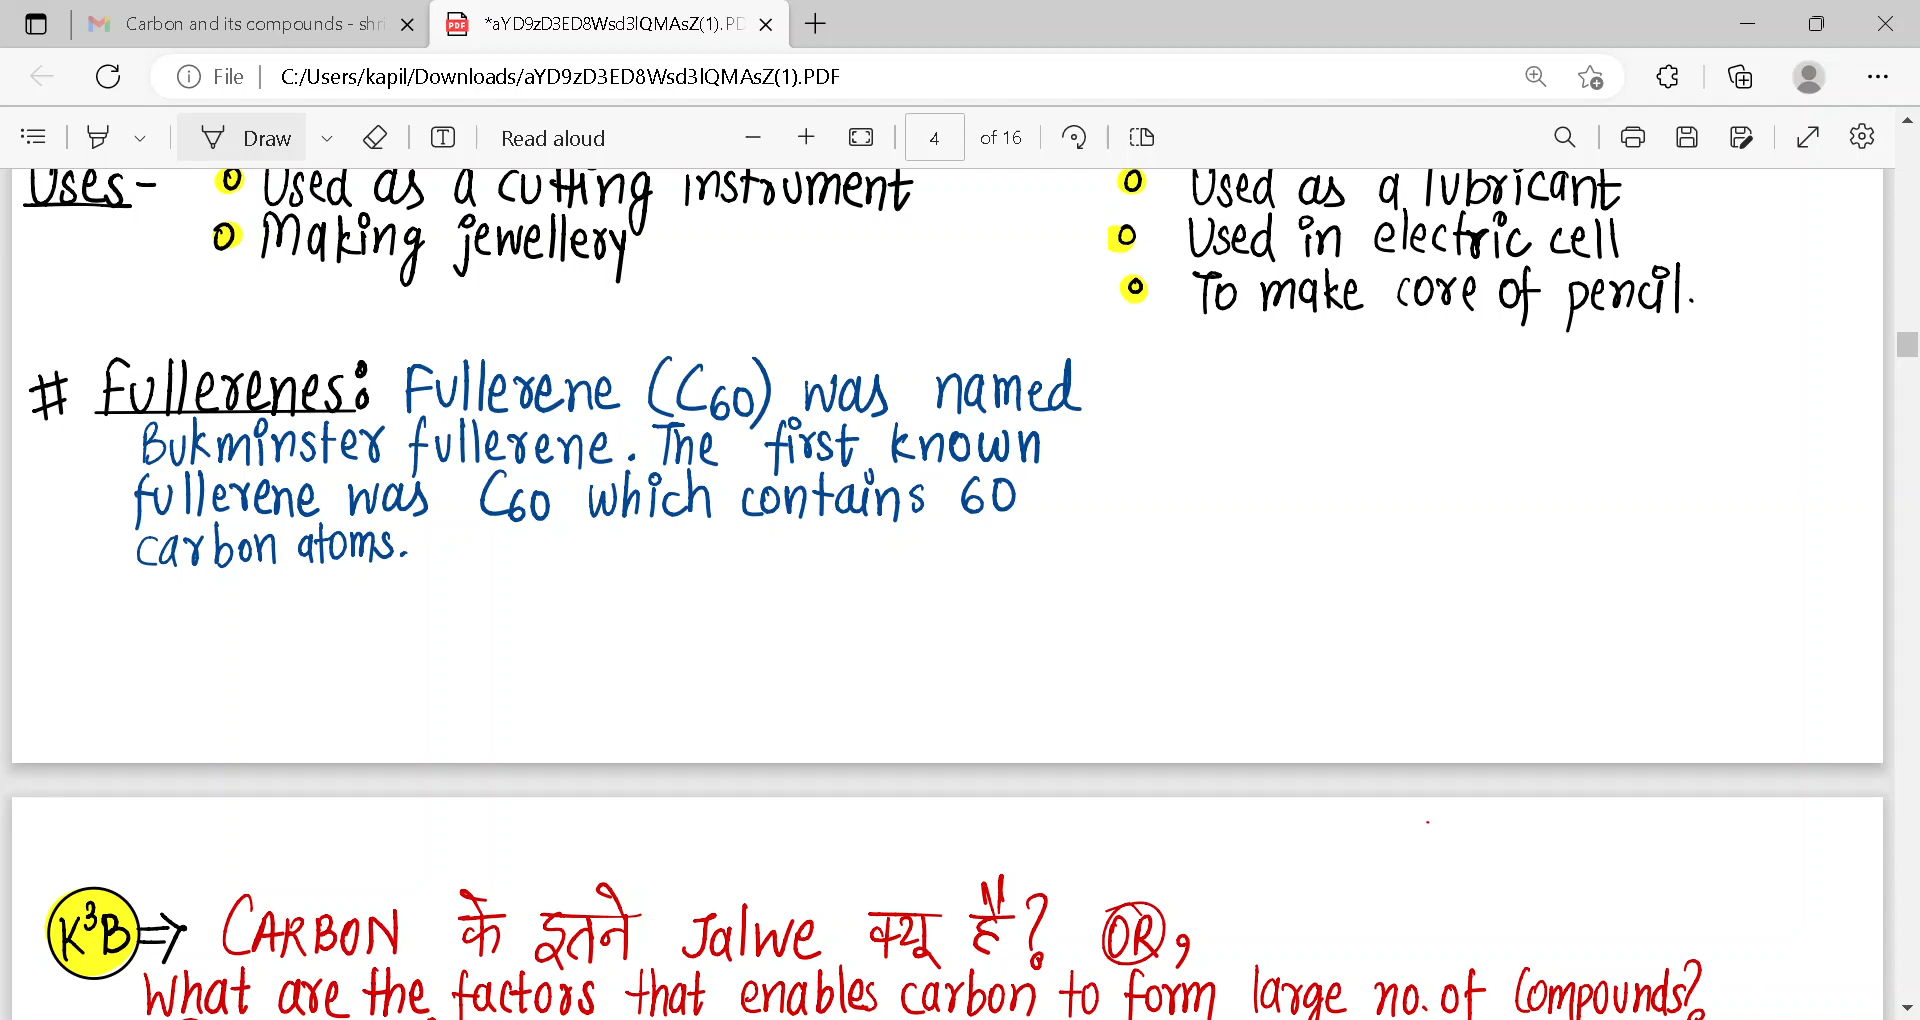 Carbon and its compounds - shri
*aYD9zD3ED8Wsd3lQMAsZ(1).PD
File
C:/Users/kapil/Downloads/aYD9zD3ED8Wsd3lQMAsZ(1).PDF
Draw
Read aloud
4 of 16
Uses - o Used as a cutting instrument
o Making jewellery
o Used as a lubricant
o Used in electric cell
o To make core of pencil.
# Fullerenes: Fullerene (C60) was named
Bukminster fullerene. The first known
fullerene was C60 which contains 60
carbon atoms.
K³B ⇒ CARBON के इतने Jalwe क्यू है? OR,
What are the factors that enables carbon to form large no. of Compounds?